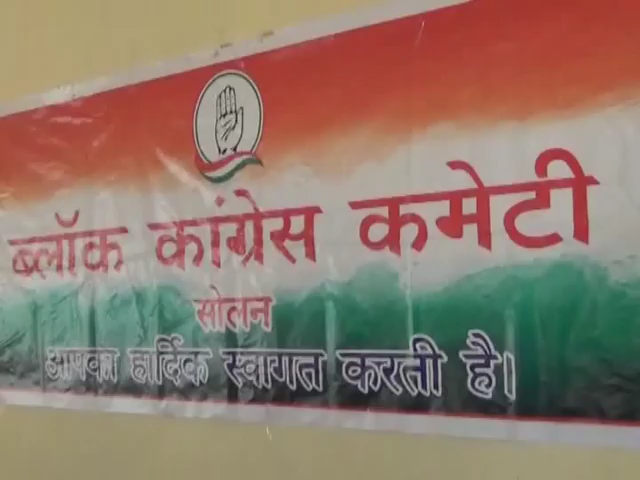 ब्लॉक कांग्रेस कमेटी
सोलन
आपका हार्दिक स्वागत करती है।